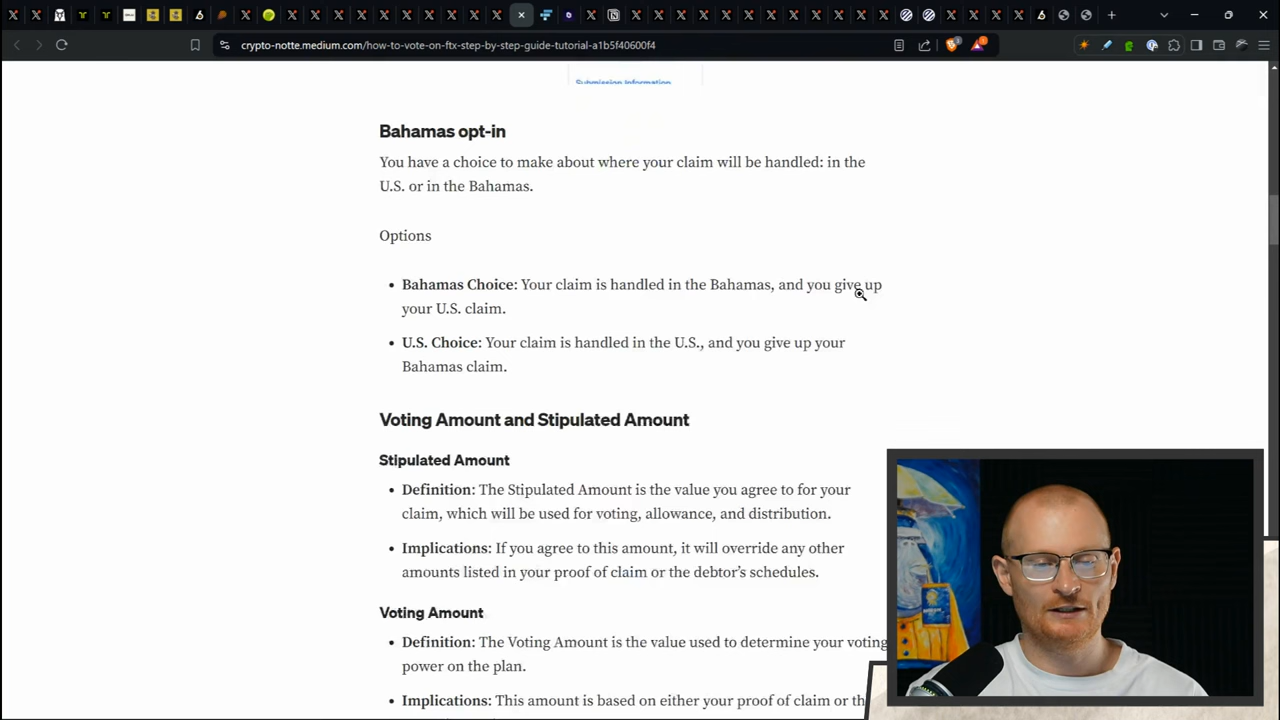 crypto-notte.medium.com/how-to-vote-on-ftx-step-by-step-guide-tutorial-a1b5f40600f4
Submission Information
Bahamas opt-in
You have a choice to make about where your claim will be handled: in the
U.S. or in the Bahamas.
Options
• Bahamas Choice: Your claim is handled in the Bahamas, and you give up
your U.S. claim.
• U.S. Choice: Your claim is handled in the U.S., and you give up your
Bahamas claim.
Voting Amount and Stipulated Amount
Stipulated Amount
• Definition: The Stipulated Amount is the value you agree to for your
claim, which will be used for voting, allowance, and distribution.
• Implications: If you agree to this amount, it will override any other
amounts listed in your proof of claim or the debtor's schedules.
Voting Amount
• Definition: The Voting Amount is the value used to determine your voting
power on the plan.
• Implications: This amount is based on either your proof of claim or th